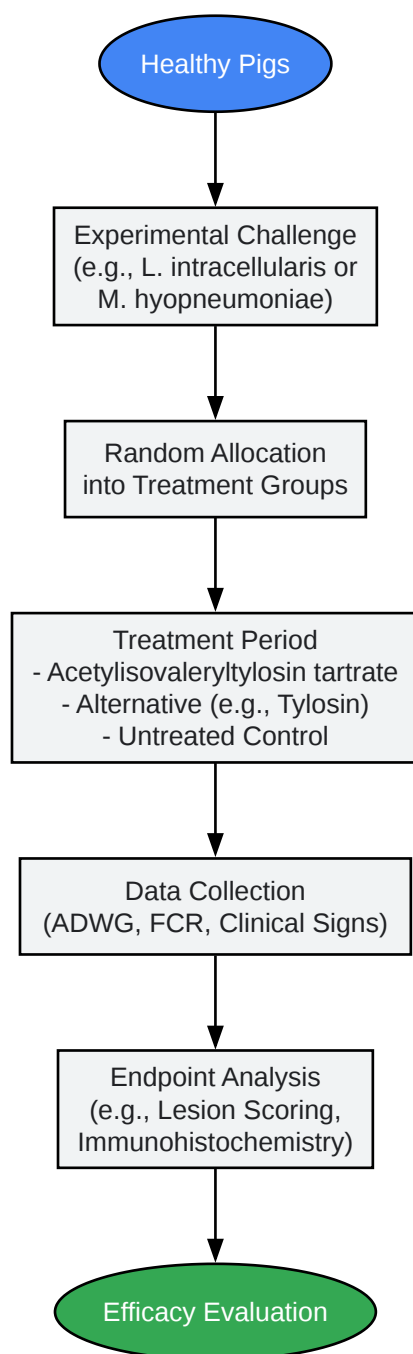 Healthy Pigs
Experimental Challenge
(e.g., L. intracellularis or
M. hyopneumoniae)
Random Allocation
into Treatment Groups
Treatment Period
- Acetylisovaleryltylosin tartrate
- Alternative (e.g., Tylosin)
- Untreated Control
Data Collection
(ADWG, FCR, Clinical Signs)
Endpoint Analysis
(e.g., Lesion Scoring,
Immunohistochemistry)
Efficacy Evaluation